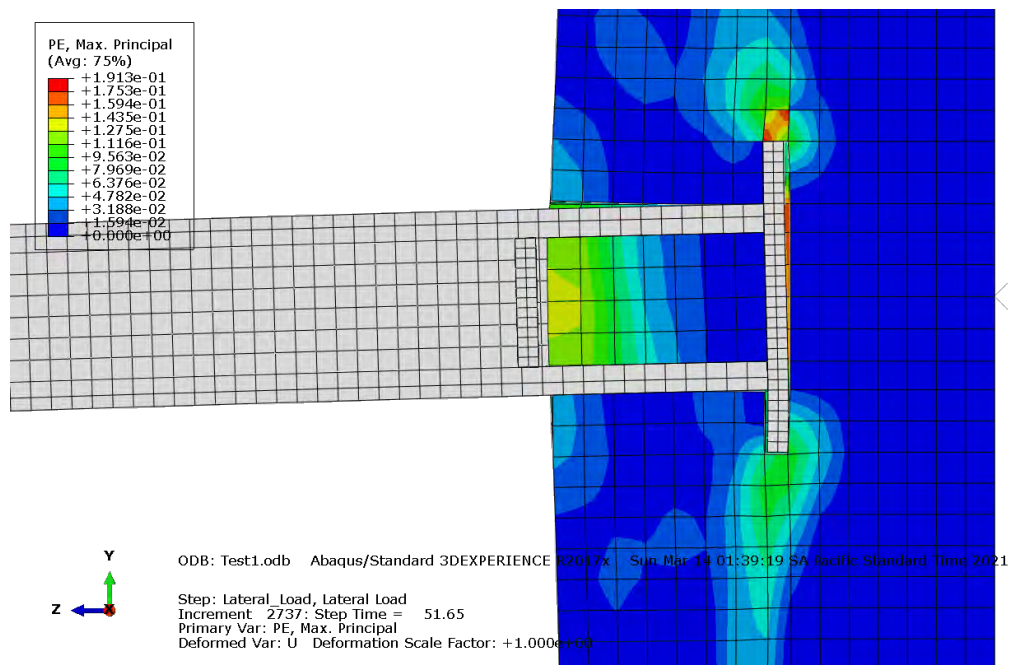 PE, Max. Principal
(Avg: 75%)
+1.913e-01
+1.753e-01
+1.594e-01
+1.435e-01
+1.275e-01
+1.116e-01
+9.563e-02
+7.969e-02
+6.376e-02
+4.782e-02
+3.188e-02
+1.594e-02
+0.000e+00
Y
Z
X
ODB: Test1.odb Abaqus/Standard 3DEXPERIENCE R2017x Sun Mar 14 01:39:19 SA Pacific Standard Time 2021
Step: Lateral_Load, Lateral Load
Increment 2737: Step Time = 51.65
Primary Var: PE, Max. Principal
Deformed Var: U Deformation Scale Factor: +1.000e+00